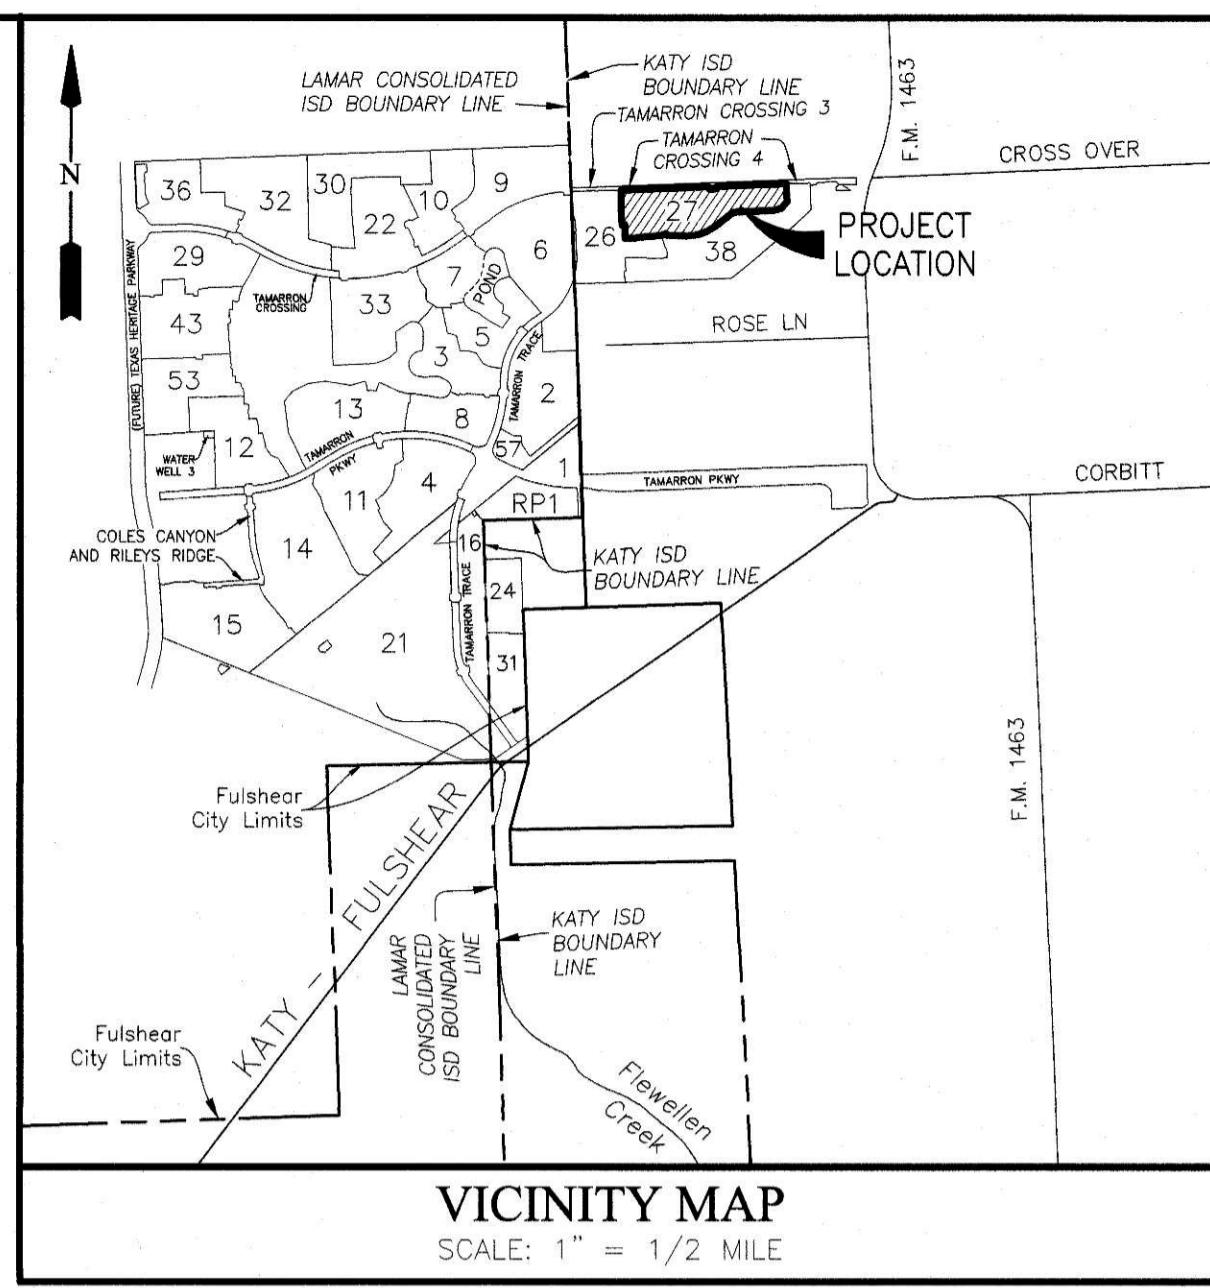 KATY ISD
BOUNDARY LINE
LAMAR CONSOLIDATED
ISD BOUNDARY LINE
TAMARRON CROSSING 3
TAMARRON
CROSSING 4
F.M. 1463
CROSS OVER
N
36
32
30
22
10
9
27
26
38
PROJECT
LOCATION
29
TAMARRON
CROSSING
33
7
POND
6
(FUTURE) TEXAS HERITAGE PARKWAY
43
5
3
ROSE LN
TAMARRON TRACE
53
13
8
2
12
WATER
WELL 3
TAMARRON
PKWY
57
1
11
4
TAMARRON PKWY
CORBITT
RP1
COLES CANYON
AND RILEYS RIDGE
14
16
KATY ISD
BOUNDARY LINE
24
TAMARRON TRACE
15
21
31
F.M. 1463
Fulshear
City Limits
KATY - FULSHEAR
LAMAR
CONSOLIDATED
ISD BOUNDARY
LINE
KATY ISD
BOUNDARY
LINE
Fulshear
City Limits
Flewellen
Creek
VICINITY MAP
SCALE: 1" = 1/2 MILE